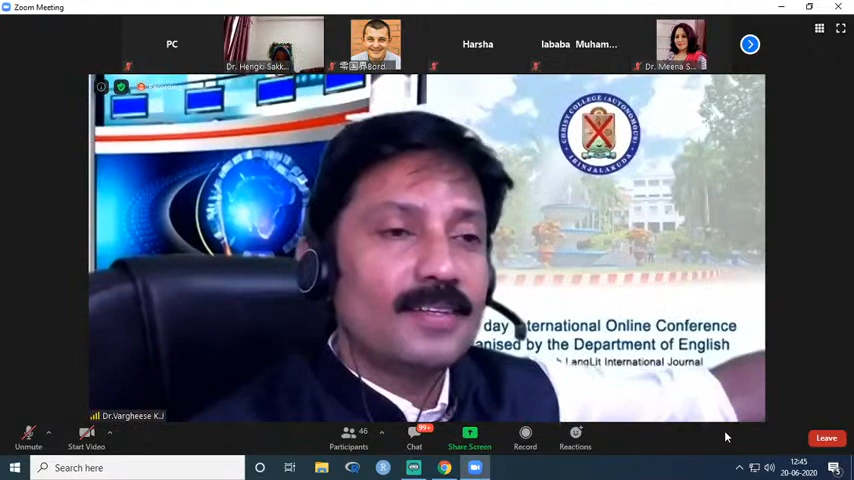 Zoom Meeting
PC
Dr. Hengki Sakk...
Harsha
lababa Muham...
Dr. Meena S...
CHRIST COLLEGE (AUTONOMOUS)
IRINJALAKUDA
day International Online Conference
anised by the Department of English
LangLit International Journal
Dr.Vargheese K.J
Unmute
Start Video
46
Participants
99+
Chat
Share Screen
Record
Reactions
Leave
Search here
12:45
20-06-2020
5